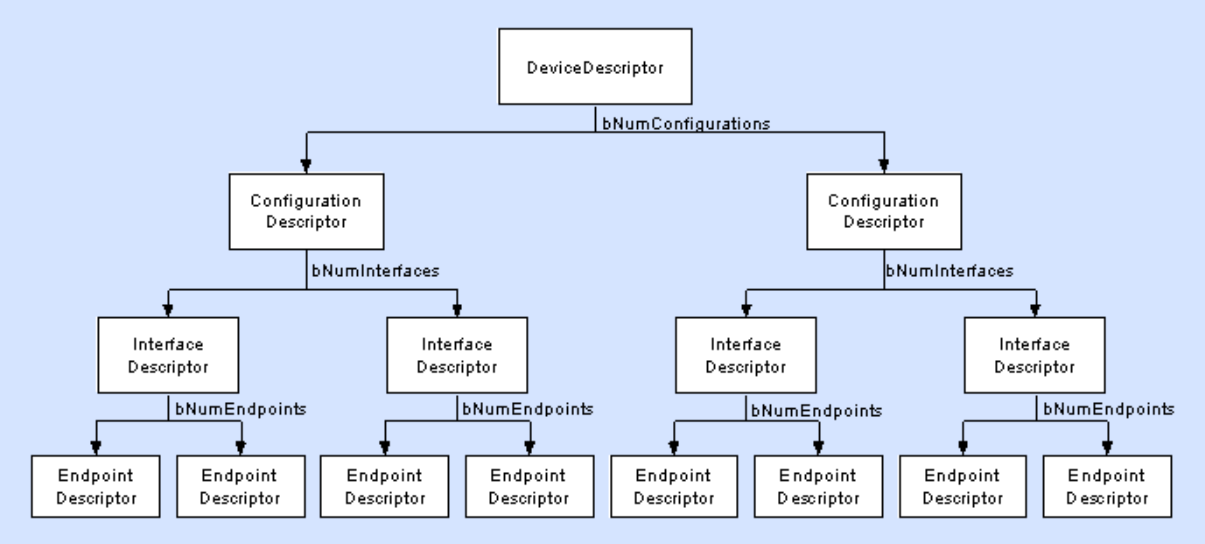 DeviceDescriptor
bNumConfigurations
Configuration
Descriptor
Configuration
Descriptor
bNumInterfaces
bNumInterfaces
Interface
Descriptor
Interface
Descriptor
Interface
Descriptor
Interface
Descriptor
bNumEndpoints
bNumEndpoints
bNumEndpoints
bNumEndpoints
Endpoint
Descriptor
Endpoint
Descriptor
Endpoint
Descriptor
Endpoint
Descriptor
Endpoint
Descriptor
Endpoint
Descriptor
Endpoint
Descriptor
Endpoint
Descriptor